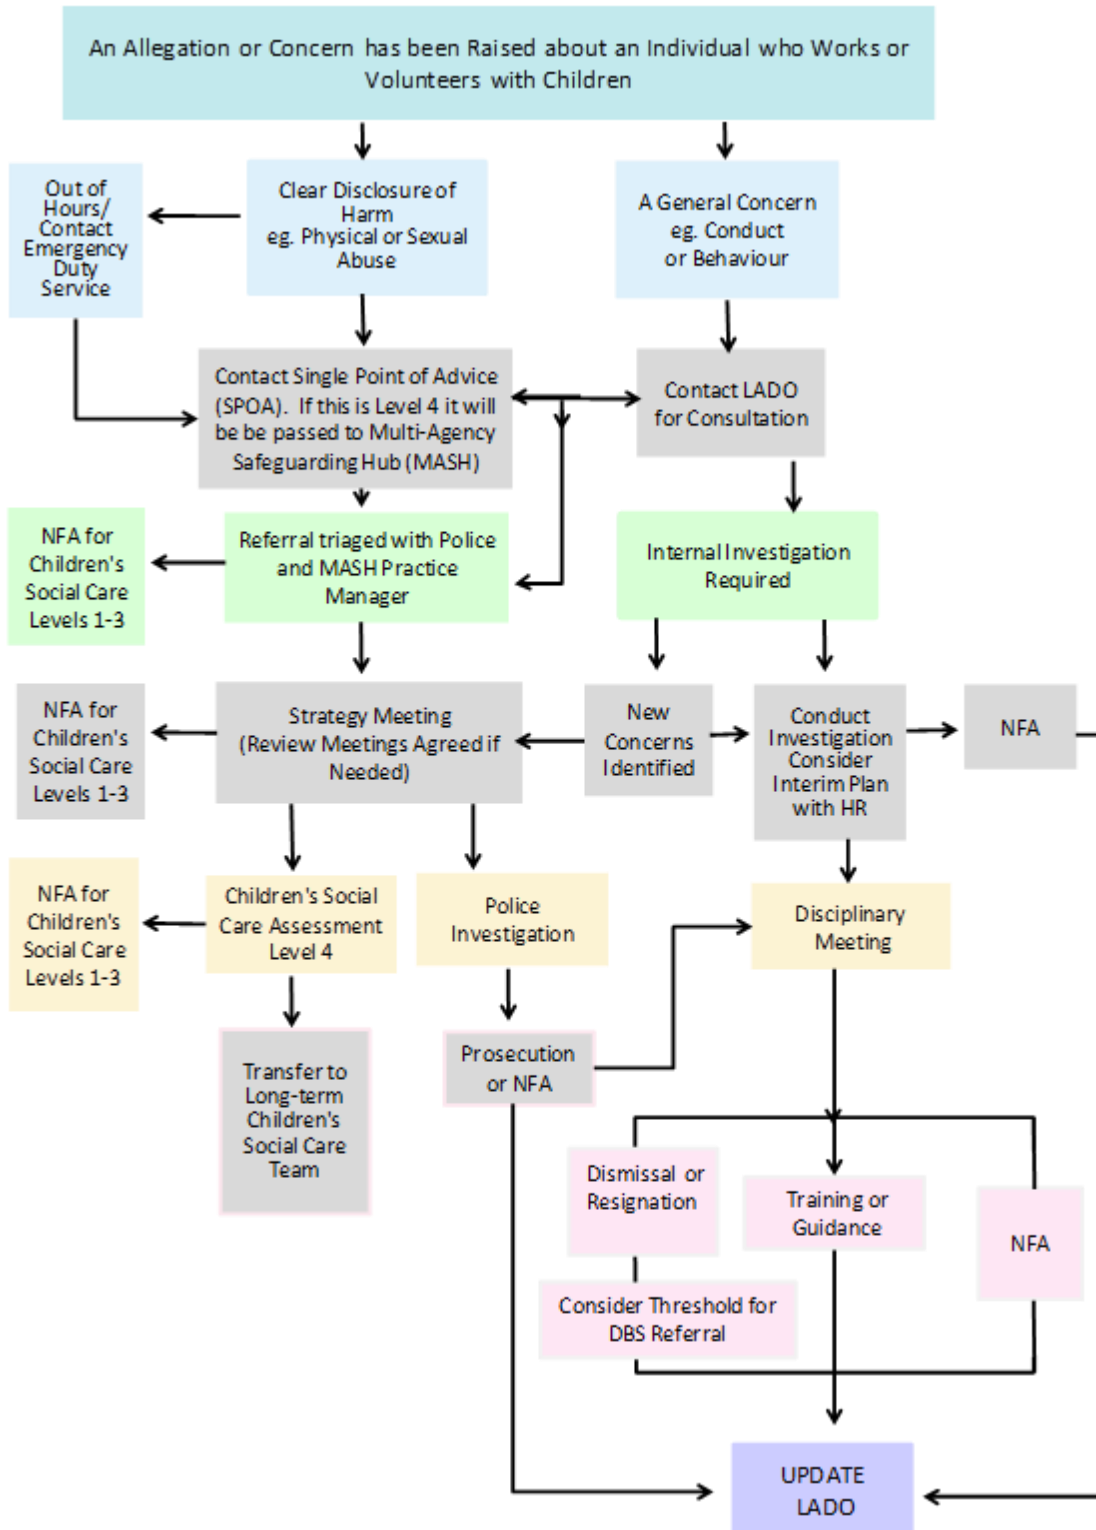 An Allegation or Concern has been Raised about an Individual who Works or
Volunteers with Children
Out of
Hours/
Contact
Emergency
Duty
Service
Clear Disclosure of
Harm
eg. Physical or Sexual
Abuse
A General Concern
eg. Conduct
or Behaviour
Contact Single Point of Advice
(SPOA).  If this is Level 4 it will
be be passed to Multi-Agency
Safeguarding Hub (MASH)
Contact LADO
for Consultation
NFA for
Children's
Social Care
Levels 1-3
Referral triaged with Police
and MASH Practice
Manager
Internal Investigation
Required
NFA for
Children's
Social Care
Levels 1-3
Strategy Meeting
(Review Meetings Agreed if
Needed)
New
Concerns
Identified
Conduct
Investigation
Consider
Interim Plan
with HR
NFA
NFA for
Children's
Social Care
Levels 1-3
Children's Social
Care Assessment
Level 4
Police
Investigation
Disciplinary
Meeting
Transfer to
Long-term
Children's
Social Care
Team
Prosecution
or NFA
Dismissal or
Resignation
Training or
Guidance
NFA
Consider Threshold for
DBS Referral
UPDATE
LADO